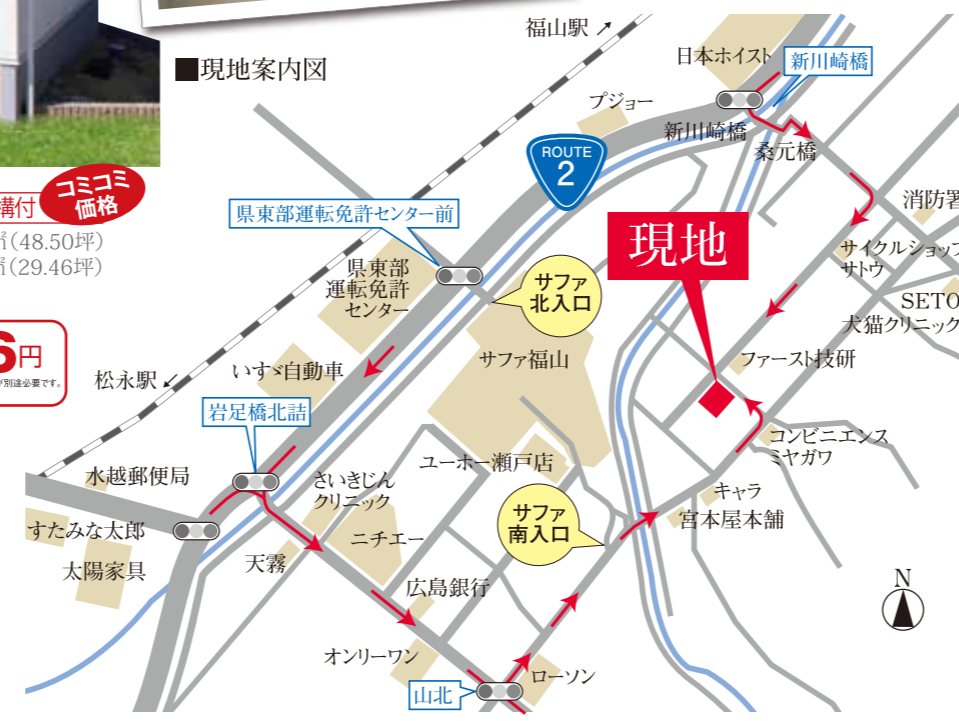 ■現地案内図
福山駅
日本ホイスト
新川崎橋
プジョー
新川崎橋
桑元橋
ROUTE
2
消防署
構付
コミコミ
価格
㎡(48.50坪)
㎡(29.46坪)
県東部運転免許センター前
現地
サイクルショップ
サトウ
県東部
運転免許
センター
サファ
北入口
SETO
犬猫クリニック
6円
が別途必要です。
松永駅
いすゞ自動車
サファ福山
ファースト技研
岩足橋北詰
コンビニエンス
ミヤガワ
水越郵便局
さいきじん
クリニック
ユーホー瀬戸店
キャラ
宮本屋本舗
すたみな太郎
サファ
南入口
ニチエー
太陽家具
天霧
広島銀行
N
オンリーワン
ローソン
山北